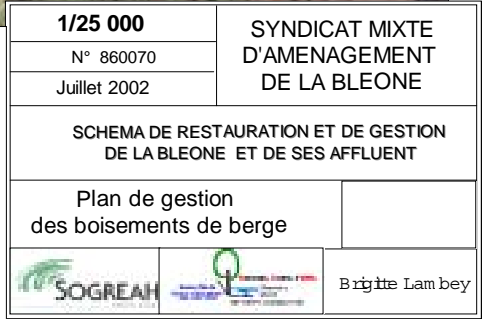 1/25 000
N° 860070
Juillet 2002
SYNDICAT MIXTE
D'AMENAGEMENT
DE LA BLEONE
SCHEMA DE RESTAURATION ET DE GESTION
DE LA BLEONE ET DE SES AFFLUENT
Plan de gestion
des boisements de berge
SOGREAH
Brigitte Lambey